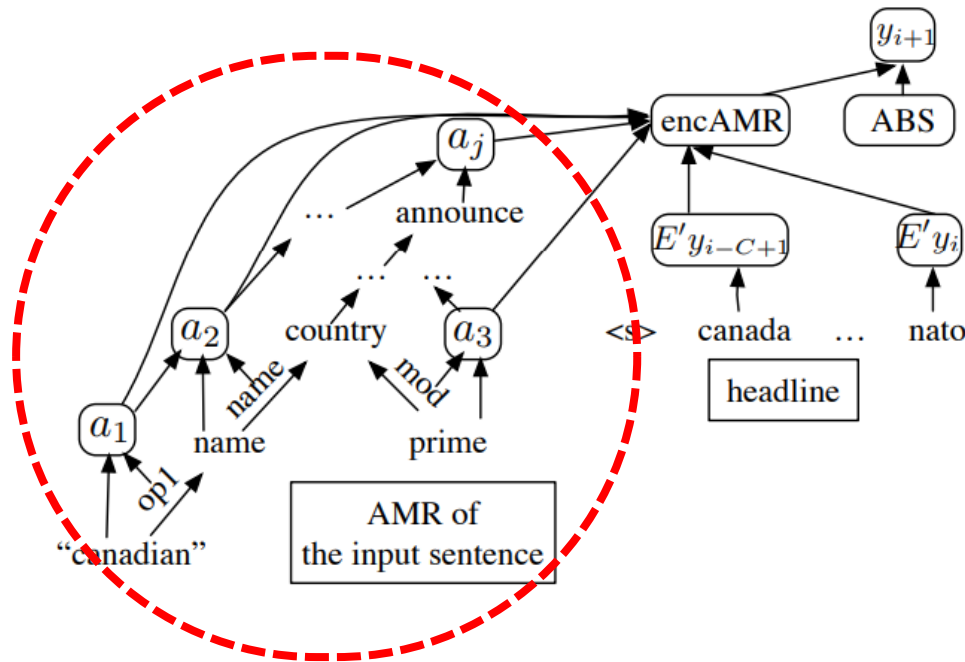 y_{i+1}
encAMR
ABS
a_j
...
announce
E'y_{i-C+1}
E'y_i
... ...
a_2
country
a_3
<s> canada ... nato
name
mod
headline
a_1
name
prime
op1
AMR of
the input sentence
“canadian”